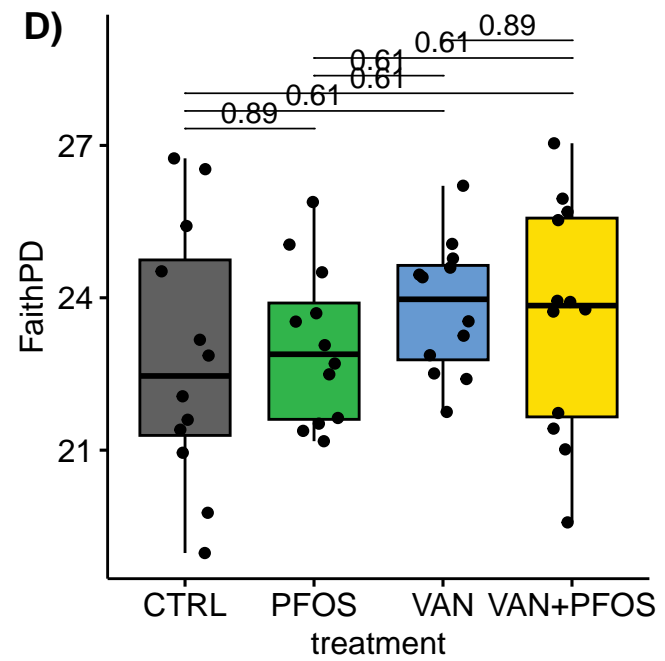 D)
0.89
0.61
0.61
0.61
0.61
0.89
27
24
21
FaithPD
CTRL PFOS VAN VAN+PFOS
treatment